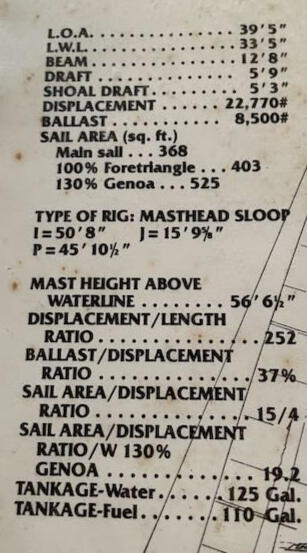 L.O.A. . . . . . . . . . . . . . . . . 39'5"
L.W.L. . . . . . . . . . . . . . . . . 33'5"
BEAM . . . . . . . . . . . . . . . . 12'8"
DRAFT . . . . . . . . . . . . . . . . 5'9"
SHOAL DRAFT. . . . . . . . . 5'3"
DISPLACEMENT . . . . . . . 22,770#
BALLAST . . . . . . . . . . . . 8,500#
SAIL AREA (sq. ft.)
Main sail . . . 368
100% Foretriangle . . . 403
130% Genoa . . . 525
TYPE OF RIG: MASTHEAD SLOOP
I=50'8" J=15'9⅝"
P=45'10½"
MAST HEIGHT ABOVE
WATERLINE . . . . . . . . 56'6½"
DISPLACEMENT/LENGTH
RATIO . . . . . . . . . . . . . . . 252
BALLAST/DISPLACEMENT
RATIO . . . . . . . . . . . . . . . 37%
SAIL AREA/DISPLACEMENT
RATIO . . . . . . . . . . . . . . . 15/4
SAIL AREA/DISPLACEMENT
RATIO/W 130%
GENOA . . . . . . . . . . . . . . 19.2
TANKAGE-Water. . . . . . 125 Gal.
TANKAGE-Fuel. . . . . . . . 110 Gal.